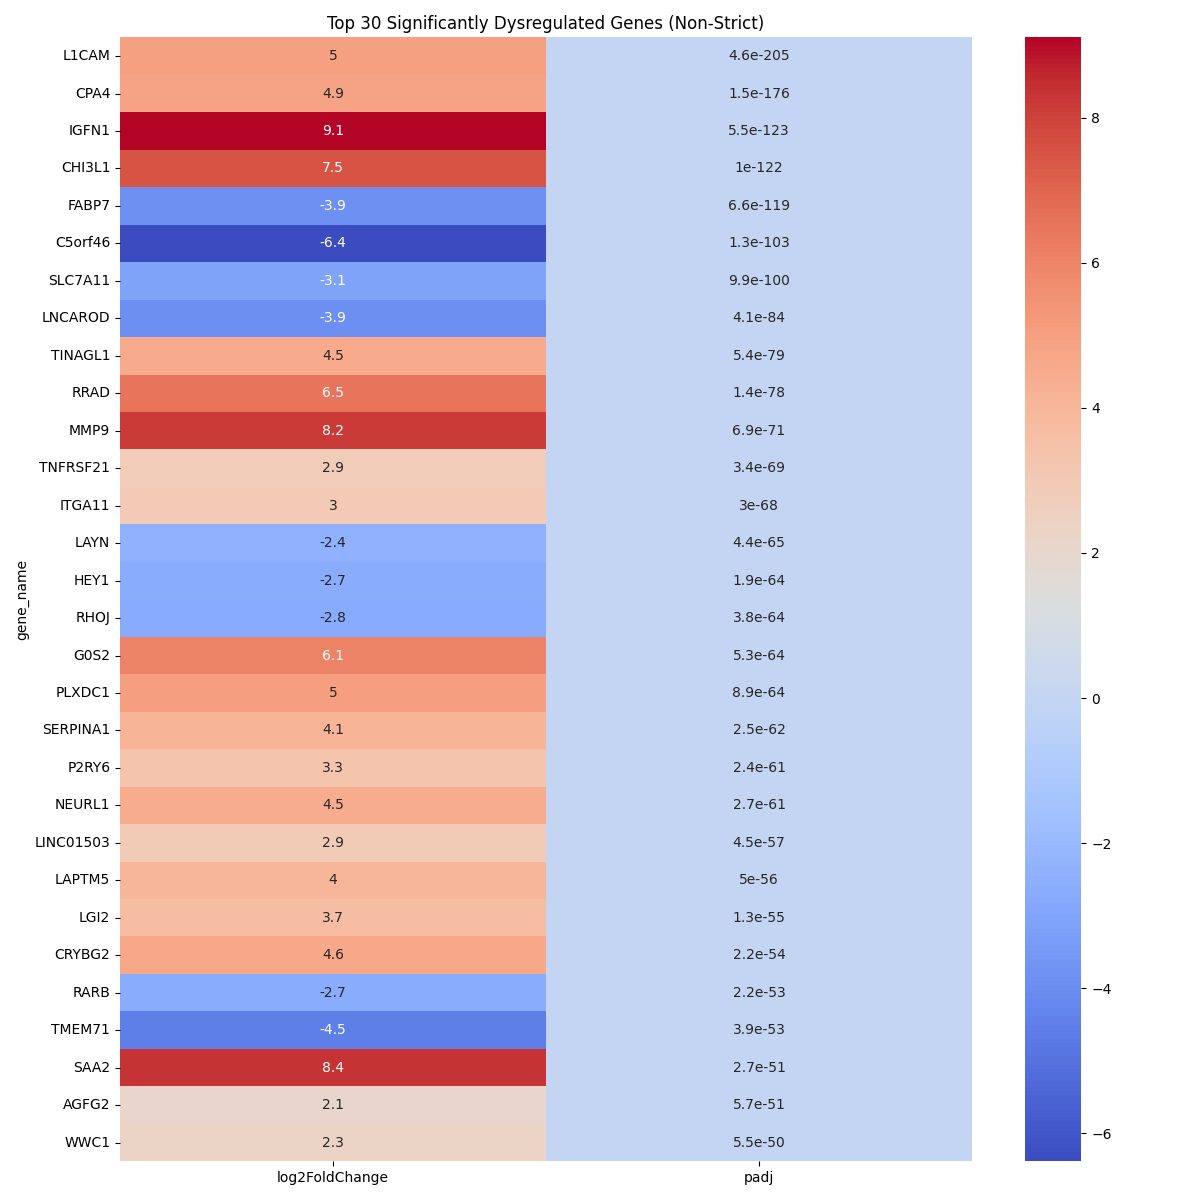 Top 30 Significantly Dysregulated Genes (Non-Strict)
gene_name
L1CAM 5 4.6e-205
CPA4 4.9 1.5e-176
IGFN1 9.1 5.5e-123
CHI3L1 7.5 1e-122
FABP7 -3.9 6.6e-119
C5orf46 -6.4 1.3e-103
SLC7A11 -3.1 9.9e-100
LNCAROD -3.9 4.1e-84
TINAGL1 4.5 5.4e-79
RRAD 6.5 1.4e-78
MMP9 8.2 6.9e-71
TNFRSF21 2.9 3.4e-69
ITGA11 3 3e-68
LAYN -2.4 4.4e-65
HEY1 -2.7 1.9e-64
RHOJ -2.8 3.8e-64
G0S2 6.1 5.3e-64
PLXDC1 5 8.9e-64
SERPINA1 4.1 2.5e-62
P2RY6 3.3 2.4e-61
NEURL1 4.5 2.7e-61
LINC01503 2.9 4.5e-57
LAPTM5 4 5e-56
LGI2 3.7 1.3e-55
CRYBG2 4.6 2.2e-54
RARB -2.7 2.2e-53
TMEM71 -4.5 3.9e-53
SAA2 8.4 2.7e-51
AGFG2 2.1 5.7e-51
WWC1 2.3 5.5e-50
log2FoldChange padj
8
6
4
2
0
−2
−4
−6